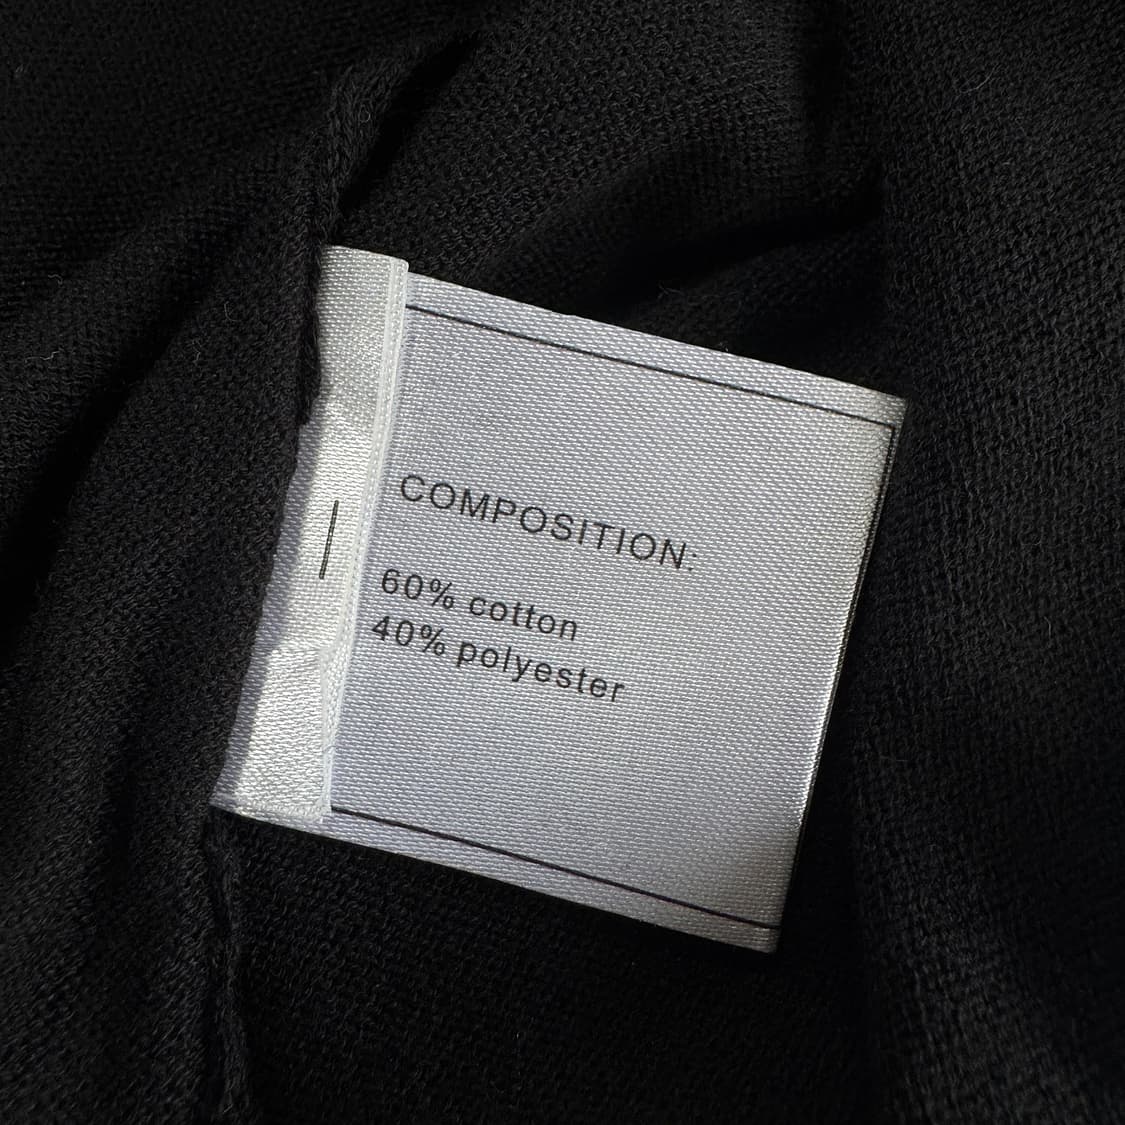 COMPOSITION:
60% cotton
40% polyester